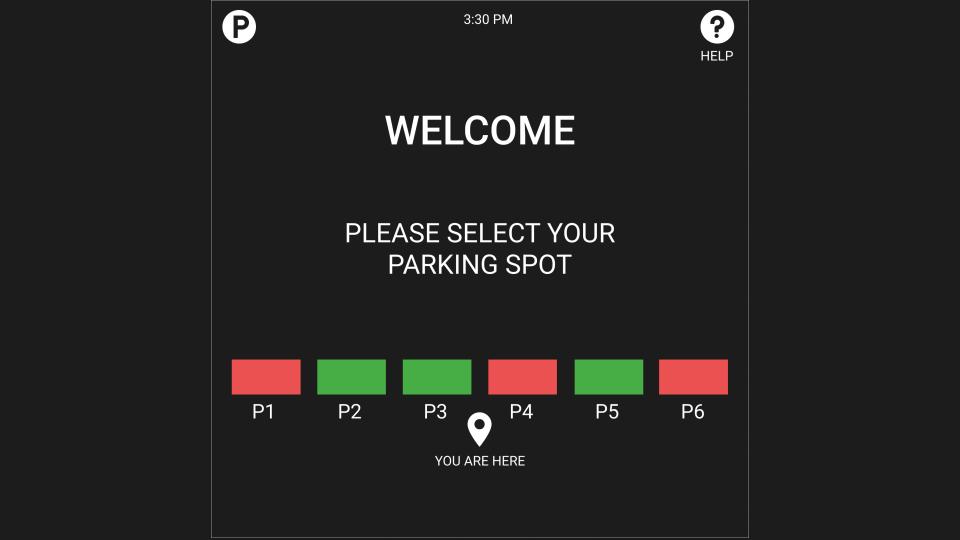 P
3:30 PM
?
HELP
WELCOME
PLEASE SELECT YOUR
PARKING SPOT
P1 P2 P3 P4 P5 P6
YOU ARE HERE